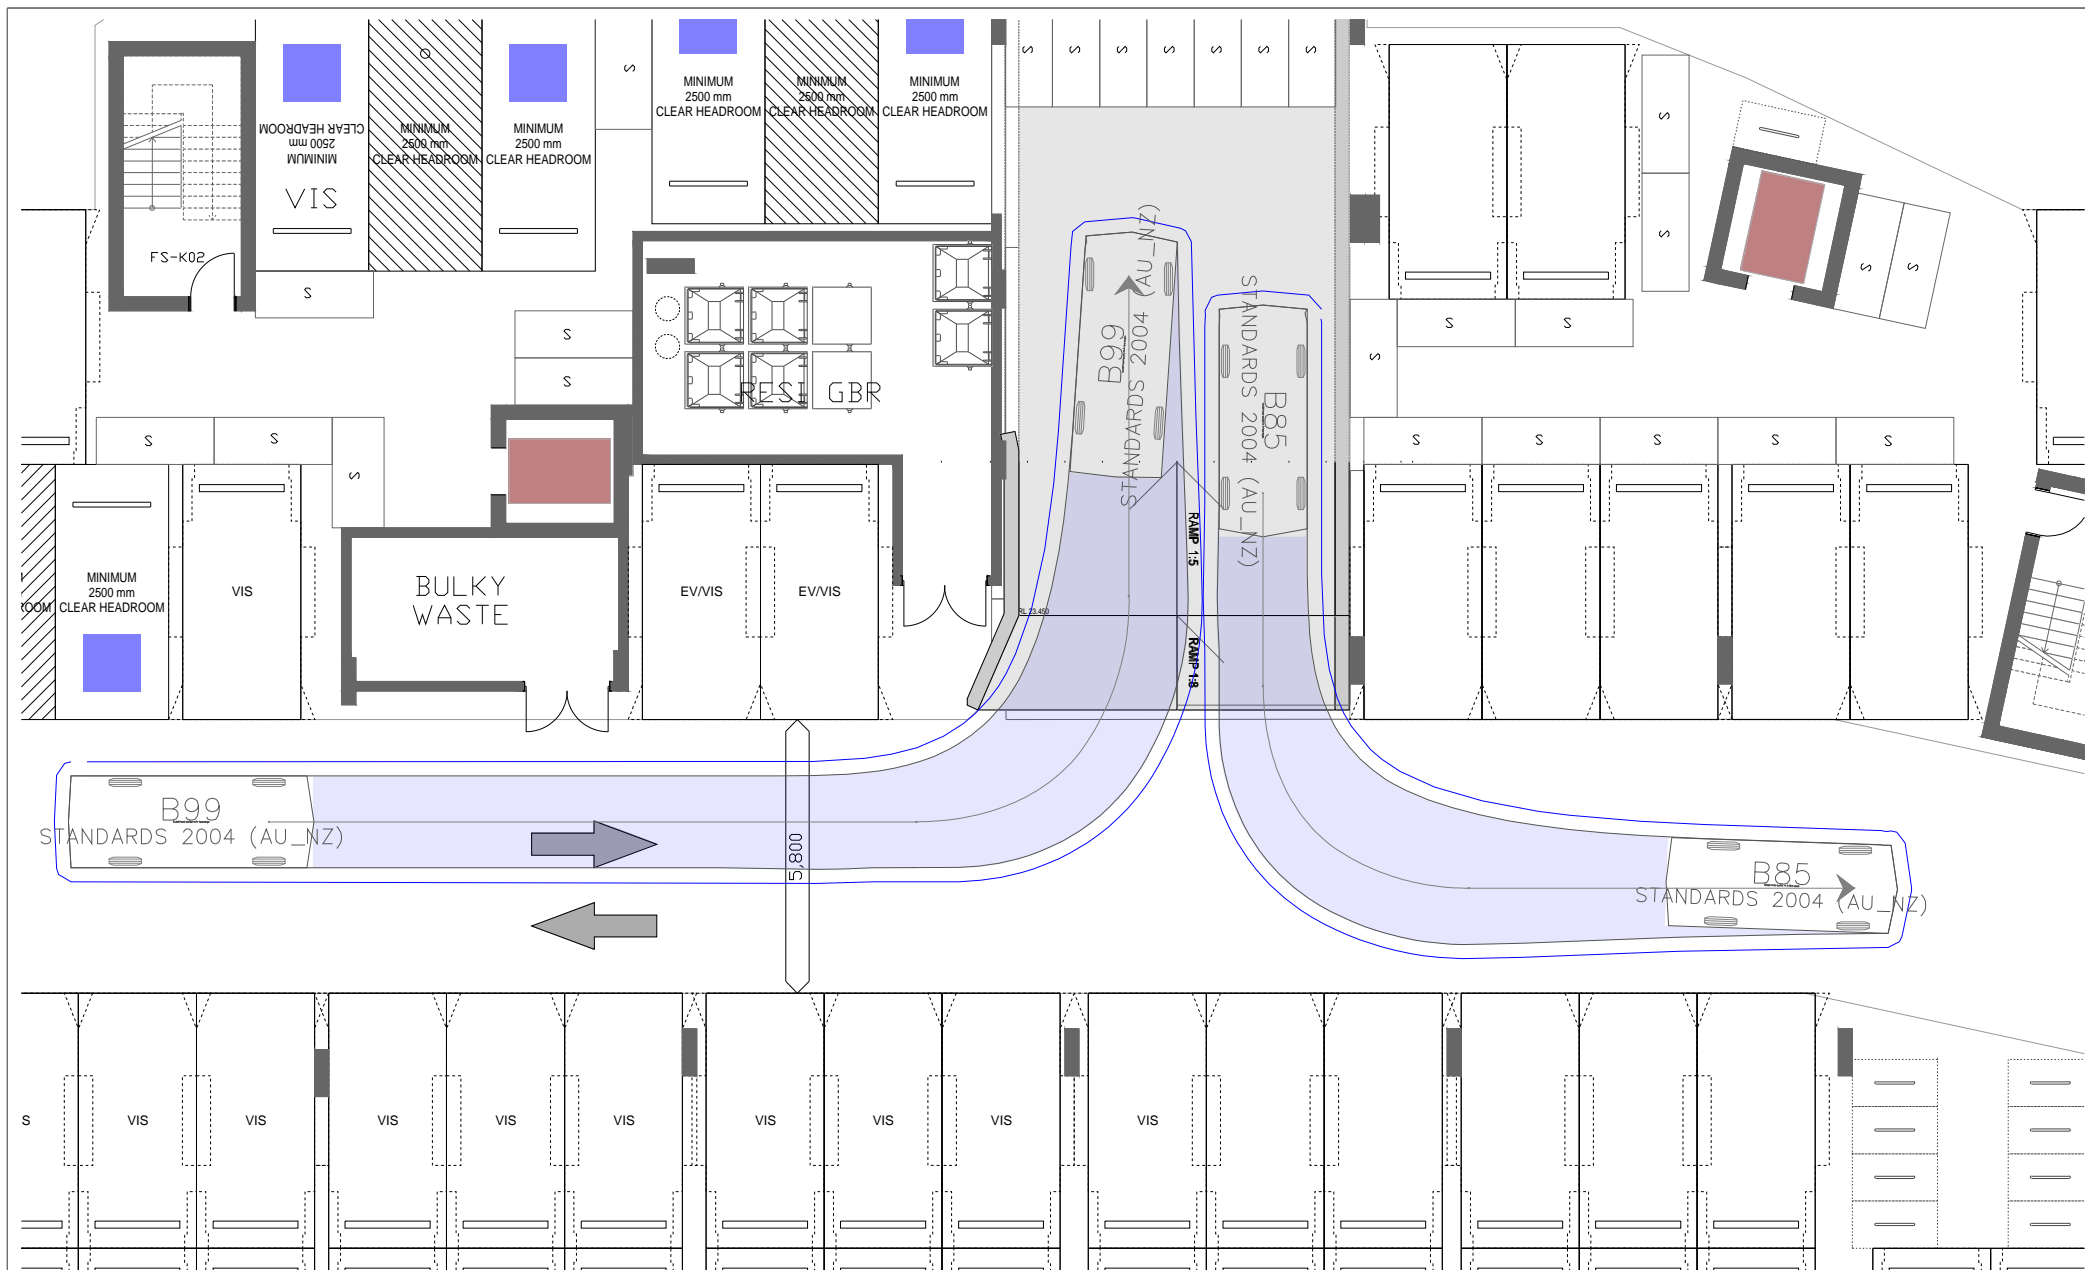 S
S
S
S
S
S
S
S
MINIMUM
2500 mm
CLEAR HEADROOM
MINIMUM
2500 mm
CLEAR HEADROOM
MINIMUM
2500 mm
CLEAR HEADROOM
MINIMUM
2500 mm
CLEAR HEADROOM
MINIMUM
2500 mm
CLEAR HEADROOM
MINIMUM
2500 mm
CLEAR HEADROOM
VIS
FS-K02
S
S
S
S
S
S
S
S
S
S
S
RESI GBR
B99
STANDARDS 2004 (AU_NZ)
B85
STANDARDS 2004 (AU_NZ)
S
S
S
S
S
S
S
S
RAMP 1:5
MINIMUM
2500 mm
CLEAR HEADROOM
OOM
VIS
BULKY
WASTE
EV/VIS
EV/VIS
RL 23.450
RAMP 1:8
B99
STANDARDS 2004 (AU_NZ)
5,800
B85
STANDARDS 2004 (AU_NZ)
S
VIS
VIS
VIS
VIS
VIS
VIS
VIS
VIS
VIS